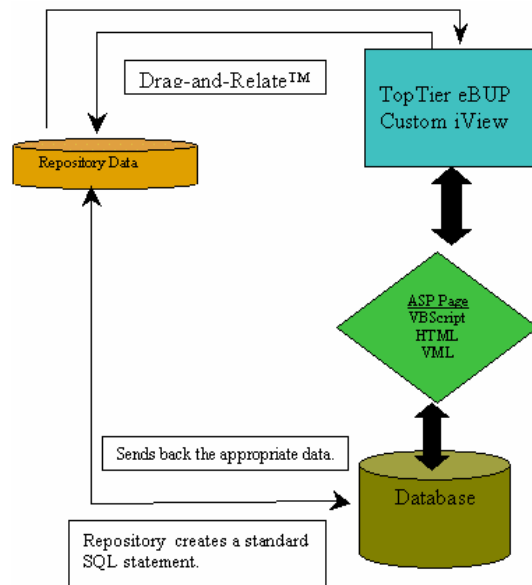 Drag-and-Relate™
TopTier eBUP
Custom iView
Repository Data
ASP Page
VBScript
HTML
VML
Sends back the appropriate data.
Database
Repository creates a standard
SQL statement.